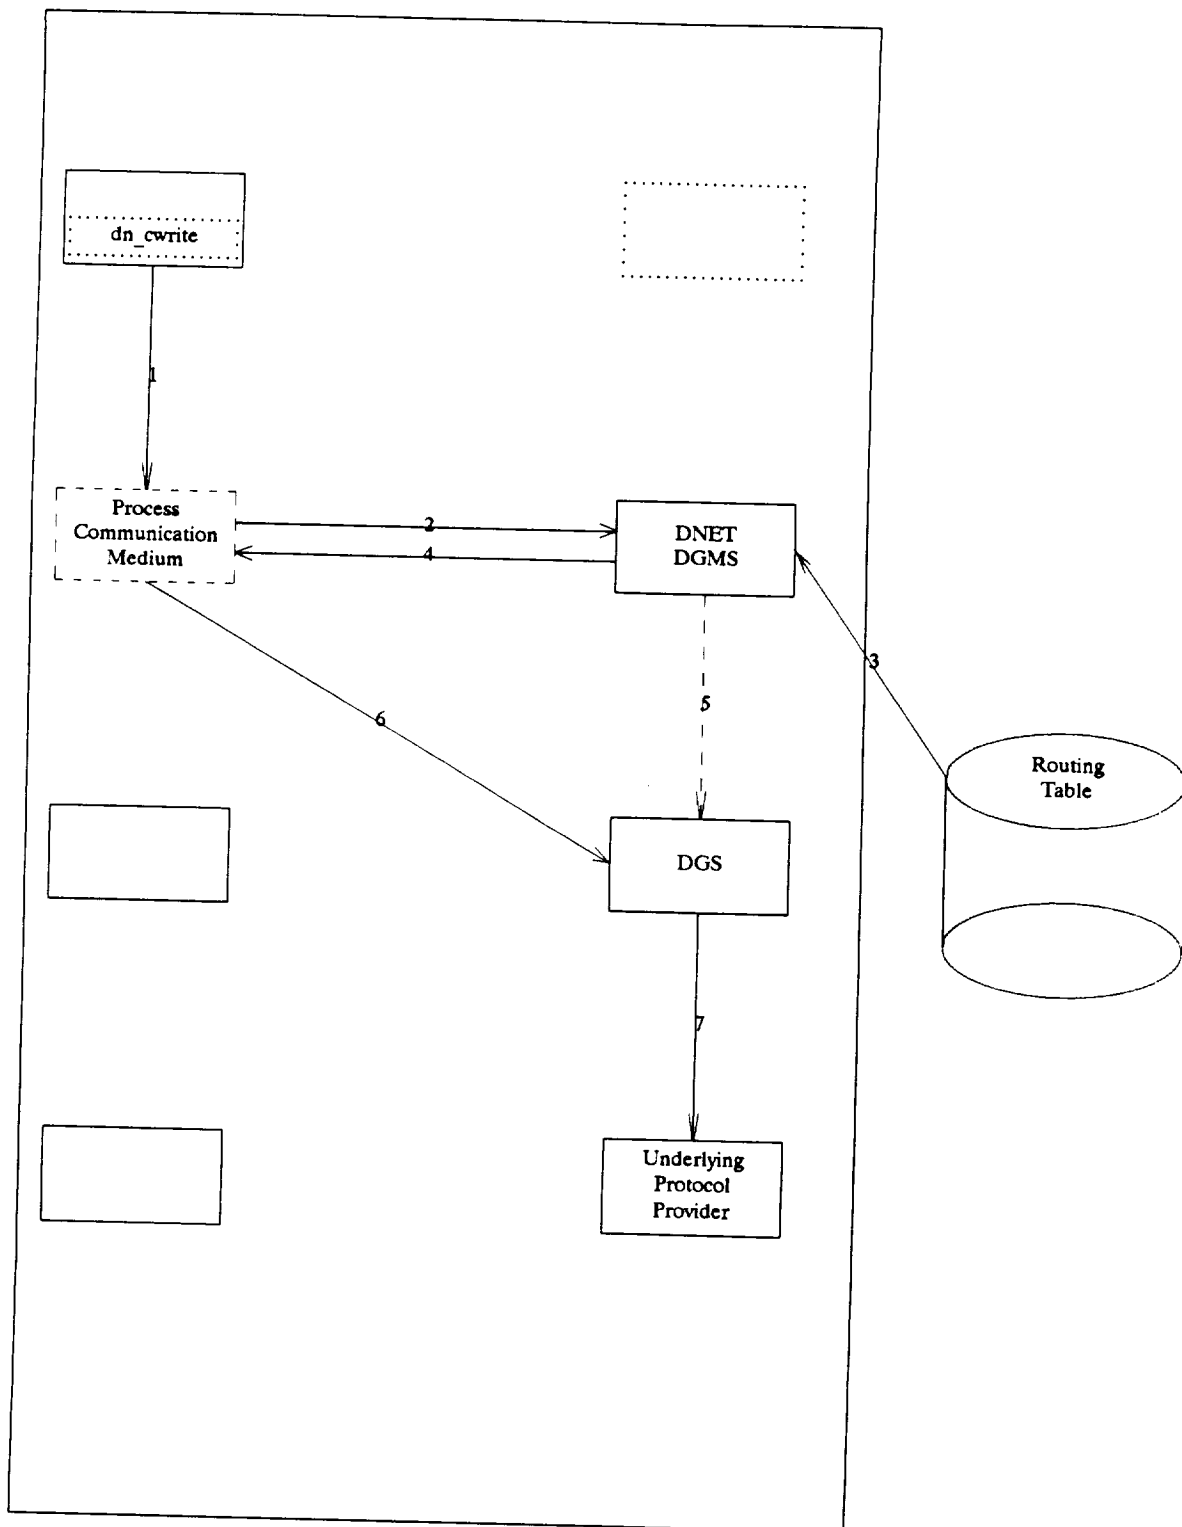 dn_cwrite
1
Process
Communication
Medium
2
4
DNET
DGMS
3
5
6
Routing
Table
DGS
7
Underlying
Protocol
Provider